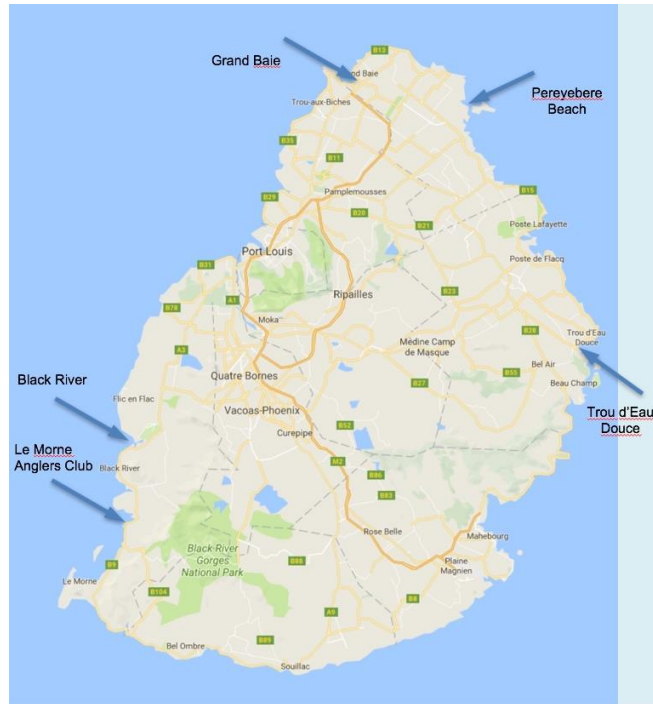 B13
Grand Baie
nd Baie
Pereyebere
Beach
Trou-aux-Biches
B35
B11
Pamplemousses
B15
B29
B20
B21
Poste Lafayette
Port Louis
Poste de Flacq
B31
Ripailles
B23
A1
B78
Moka
B28
Trou d'Eau
Douce
Médine Camp
de Masque
A3
Bel Air
B55
Quatre Bornes
Black River
B27
Beau Champ
Flic en Flac
Vacoas-Phoenix
Trou d'Eau
Douce
B52
Curepipe
Le Morne
Anglers Club
M2
Black River
B86
B83
Rose Belle
Mahebourg
Black River
Gorges
National Park
B88
Plaine
Magnien
B9
Le Morne
B104
B8
A9
B89
Bel Ombre
Souillac